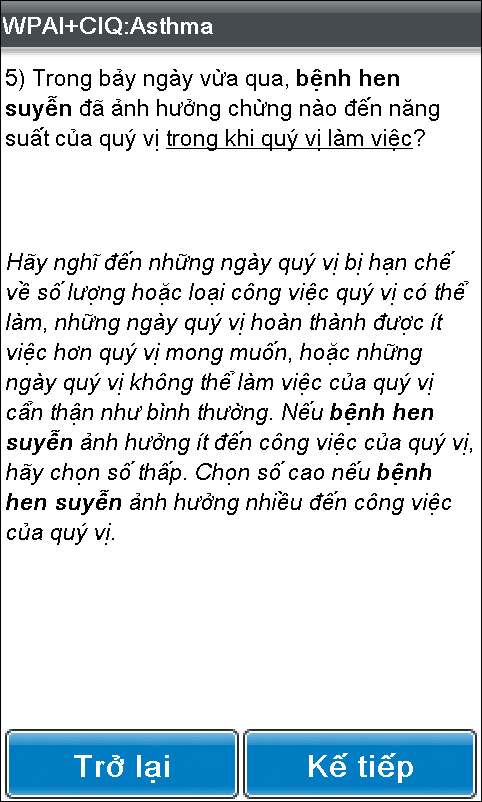 WPAI+CIQ:Asthma
5) Trong bảy ngày vừa qua, bệnh hen
suyễn đã ảnh hưởng chừng nào đến năng
suất của quý vị trong khi quý vị làm việc?
Hãy nghĩ đến những ngày quý vị bị hạn chế
về số lượng hoặc loại công việc quý vị có thể
làm, những ngày quý vị hoàn thành được ít
việc hơn quý vị mong muốn, hoặc những
ngày quý vị không thể làm việc của quý vị
cẩn thận như bình thường. Nếu bệnh hen
suyễn ảnh hưởng ít đến công việc của quý vị,
hãy chọn số thấp. Chọn số cao nếu bệnh
hen suyễn ảnh hưởng nhiều đến công việc
của quý vị.
Trở lại
Kế tiếp